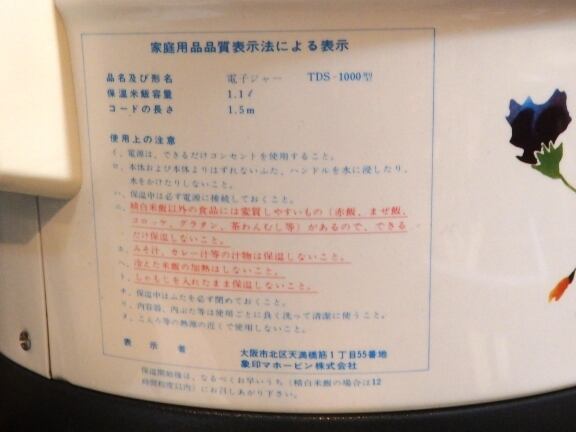 家庭用品品質表示法による表示
品名及び形名 電子ジャー TDS-1000型
保温米飯容量 1.1ℓ
コードの長さ 1.5m
使用上の注意
イ、電源は、できるだけコンセントを使用すること。
ロ、本体および本体よりはずれないふた、ハンドルを水に浸したり、
水をかけたりしないこと。
ハ、保温中は必ず電源に接続しておくこと。
ニ、精白米飯以外の食品には変質しやすいもの（赤飯、まぜ飯、
コロッケ、グラタン、茶わんむし等）があるので、できる
だけ保温しないこと。
ホ、みそ汁、カレー汁等の汁物は保温しないこと。
ヘ、冷えた米飯の加熱はしないこと。
ト、しゃもじを入れたまま保温しないこと。
チ、保温中はふたを必ず閉めておくこと。
リ、内容器、内ぶた等は使用ごとに良く洗って清潔に使うこと。
ヌ、こんろ等の熱源の近くで使用しないこと。
表示者 大阪市北区天満橋筋1丁目55番地
象印マホービン株式会社
保温開始後は、なるべくお早いうち（精白米飯の場合は12
時間程度以内）にお召しあがり下さい。